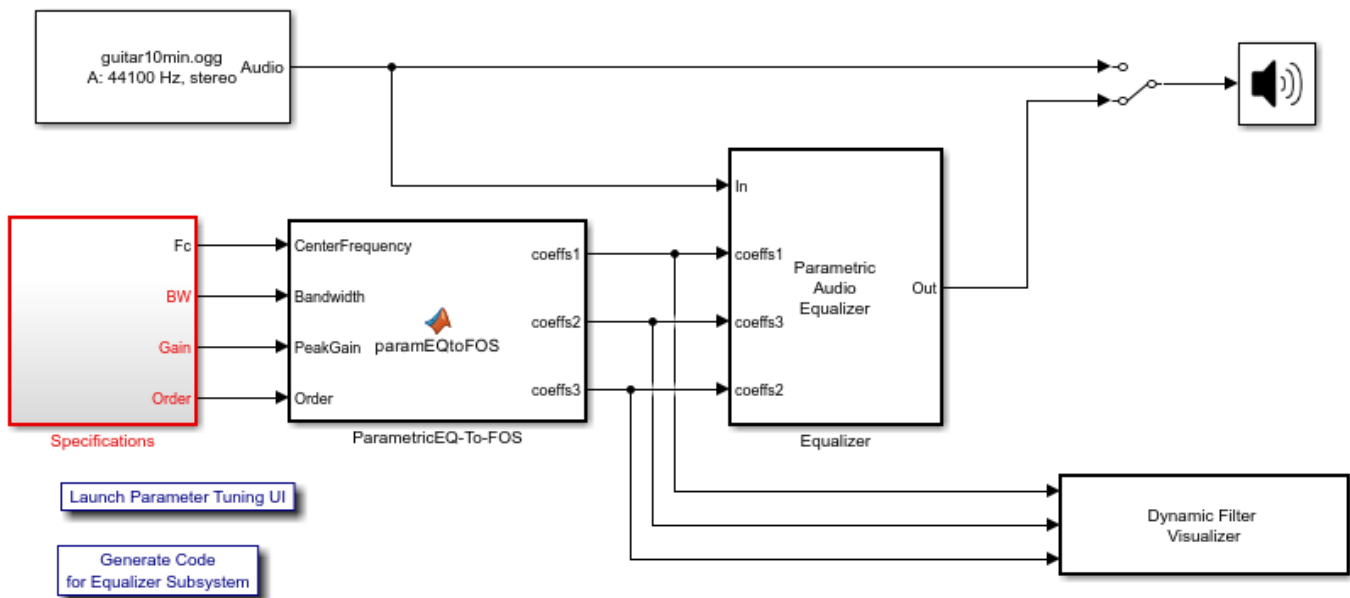 guitar10min.ogg
A: 44100 Hz, stereo
Audio
Fc
BW
Gain
Order
Specifications
CenterFrequency
Bandwidth
PeakGain
Order
paramEQtoFOS
coeffs1
coeffs2
coeffs3
ParametricEQ-To-FOS
In
coeffs1
coeffs3
coeffs2
Parametric
Audio
Equalizer
Out
Equalizer
Launch Parameter Tuning UI
Generate Code
for Equalizer Subsystem
Dynamic Filter
Visualizer